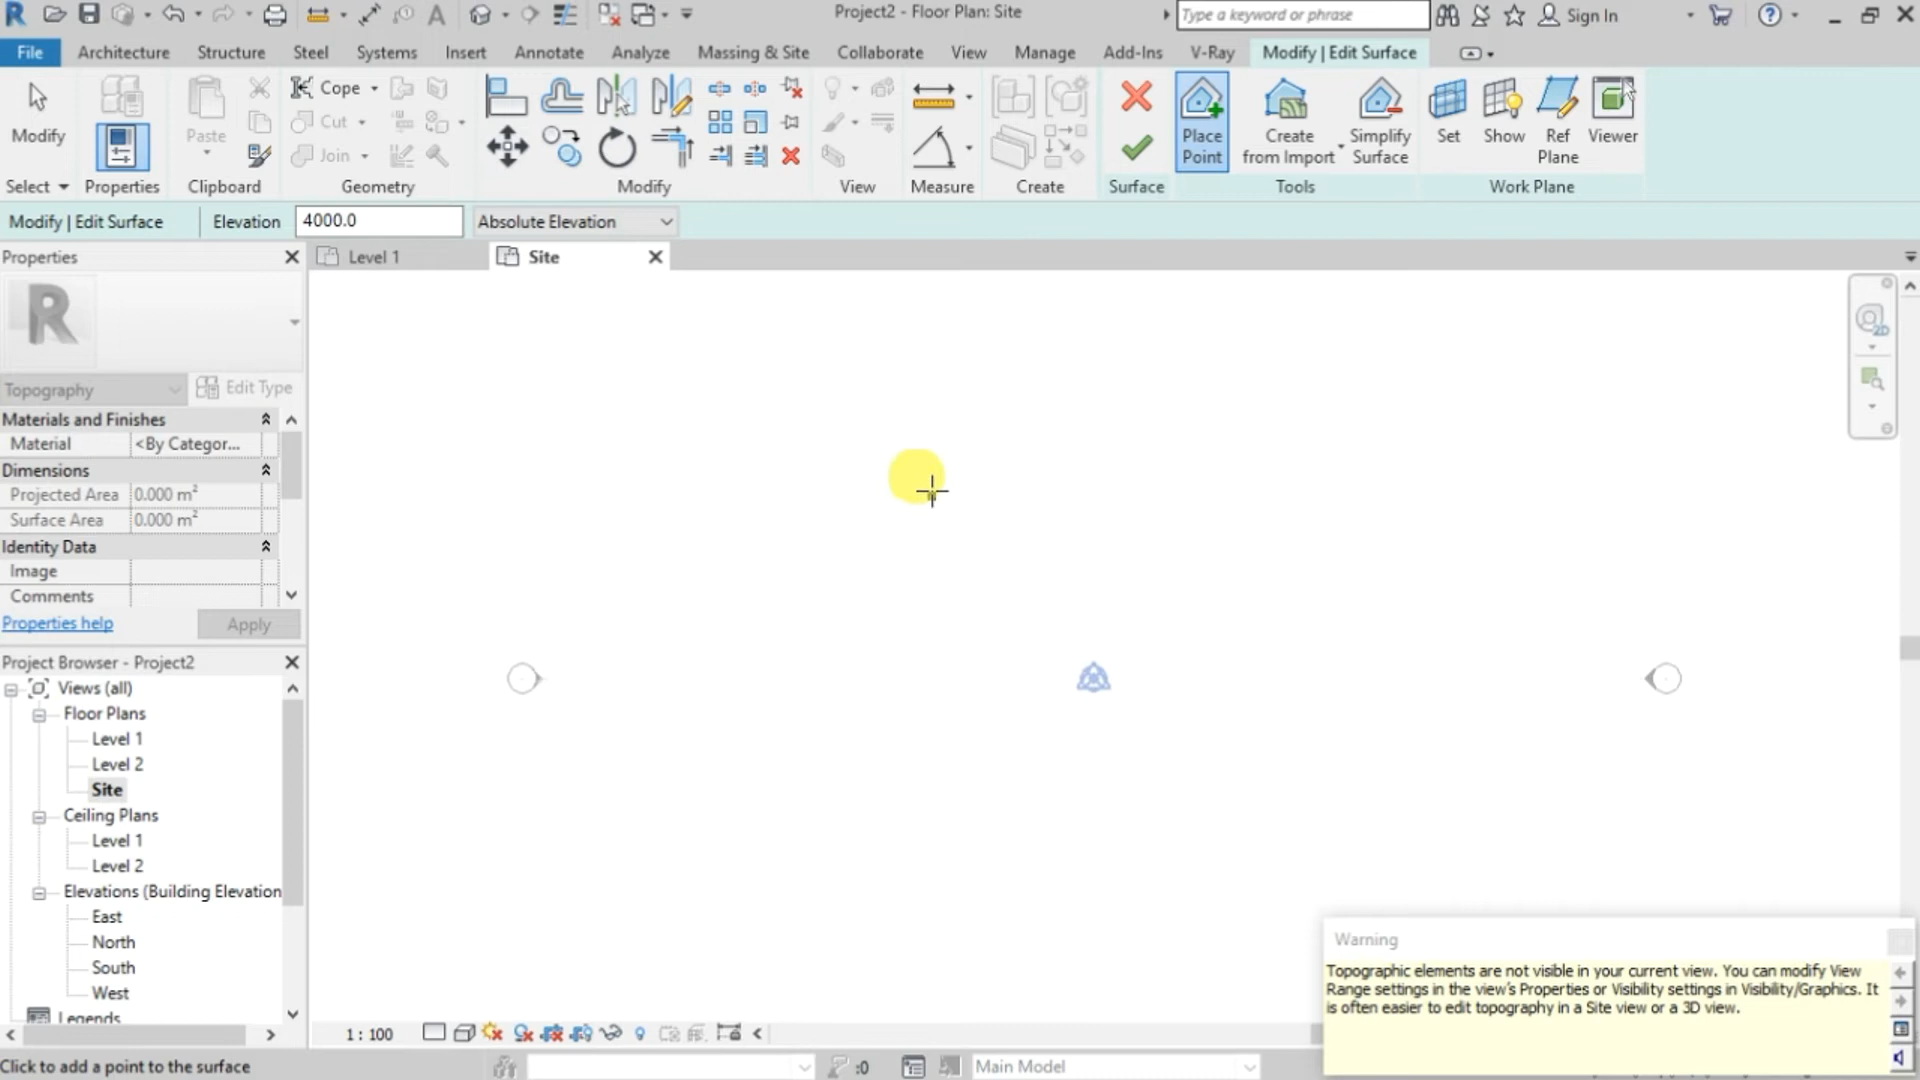 Project2 - Floor Plan: Site
Type a keyword or phrase
Sign In
File
Architecture
Structure
Steel
Systems
Insert
Annotate
Analyze
Massing & Site
Collaborate
View
Manage
Add-Ins
V-Ray
Modify | Edit Surface
Modify
Paste
Cope
Cut
Join
Place
Point
Create
from Import
Simplify
Surface
Set
Show
Ref
Plane
Viewer
Select
Properties
Clipboard
Geometry
Modify
View
Measure
Create
Surface
Tools
Work Plane
Modify | Edit Surface
Elevation
4000.0
Absolute Elevation
Properties
Level 1
Site
R
2D
Topography
Edit Type
Materials and Finishes
Material
<By Categor...
Dimensions
Projected Area
0.000 m²
Surface Area
0.000 m²
Identity Data
Image
Comments
Properties help
Apply
Project Browser - Project2
Views (all)
Floor Plans
Level 1
Level 2
Site
Ceiling Plans
Level 1
Level 2
Elevations (Building Elevation
East
North
South
West
Legends
1 : 100
Warning
Topographic elements are not visible in your current view. You can modify View
Range settings in the view's Properties or Visibility settings in Visibility/Graphics. It
is often easier to edit topography in a Site view or a 3D view.
Click to add a point to the surface
:0
Main Model